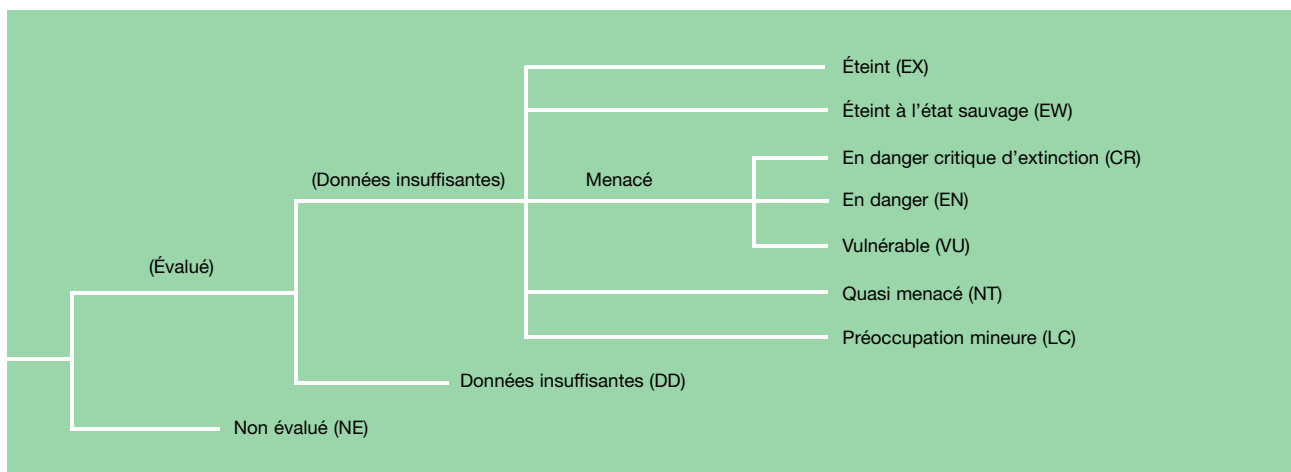 Éteint (EX)
Éteint à l'état sauvage (EW)
En danger critique d'extinction (CR)
(Données insuffisantes)
Menacé
En danger (EN)
Vulnérable (VU)
(Évalué)
Quasi menacé (NT)
Préoccupation mineure (LC)
Données insuffisantes (DD)
Non évalué (NE)